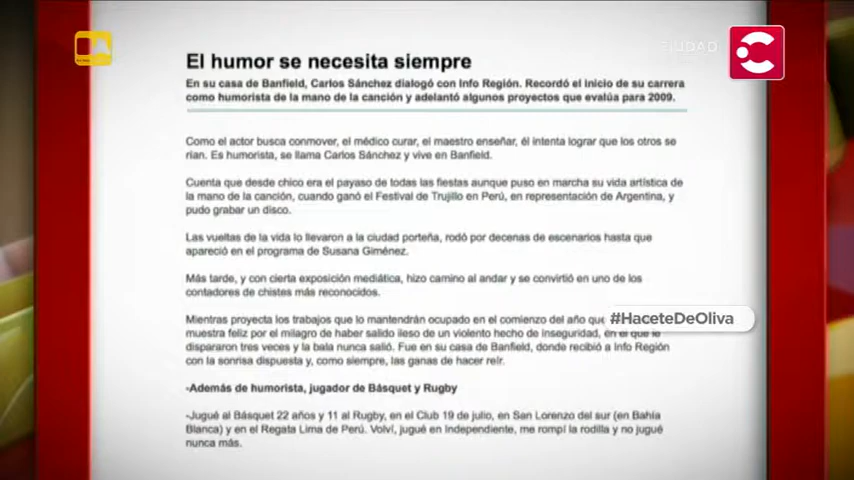 CIUDAD
El humor se necesita siempre
En su casa de Banfield, Carlos Sánchez dialogó con Info Región. Recordó el inicio de su carrera
como humorista de la mano de la canción y adelantó algunos proyectos que evalúa para 2009.
Como el actor busca conmover, el médico curar, el maestro enseñar, él intenta lograr que los otros se
rían. Es humorista, se llama Carlos Sánchez y vive en Banfield.
Cuenta que desde chico era el payaso de todas las fiestas aunque puso en marcha su vida artística de
la mano de la canción, cuando ganó el Festival de Trujillo en Perú, en representación de Argentina, y
pudo grabar un disco.
Las vueltas de la vida lo llevaron a la ciudad porteña, rodó por decenas de escenarios hasta que
apareció en el programa de Susana Giménez.
Más tarde, y con cierta exposición mediática, hizo camino al andar y se convirtió en uno de los
contadores de chistes más reconocidos.
Mientras proyecta los trabajos que lo mantendrán ocupado en el comienzo del año que
#HaceteDeOliva
muestra feliz por el milagro de haber salido ileso de un violento hecho de inseguridad, en el que le
dispararon tres veces y la bala nunca salió. Fue en su casa de Banfield, donde recibió a Info Región
con la sonrisa dispuesta y, como siempre, las ganas de hacer reír.
-Además de humorista, jugador de Básquet y Rugby
-Jugué al Básquet 22 años y 11 al Rugby, en el Club 19 de julio, en San Lorenzo del sur (en Bahía
Blanca) y en el Regata Lima de Perú. Volví, jugué en Independiente, me rompí la rodilla y no jugué
nunca más.